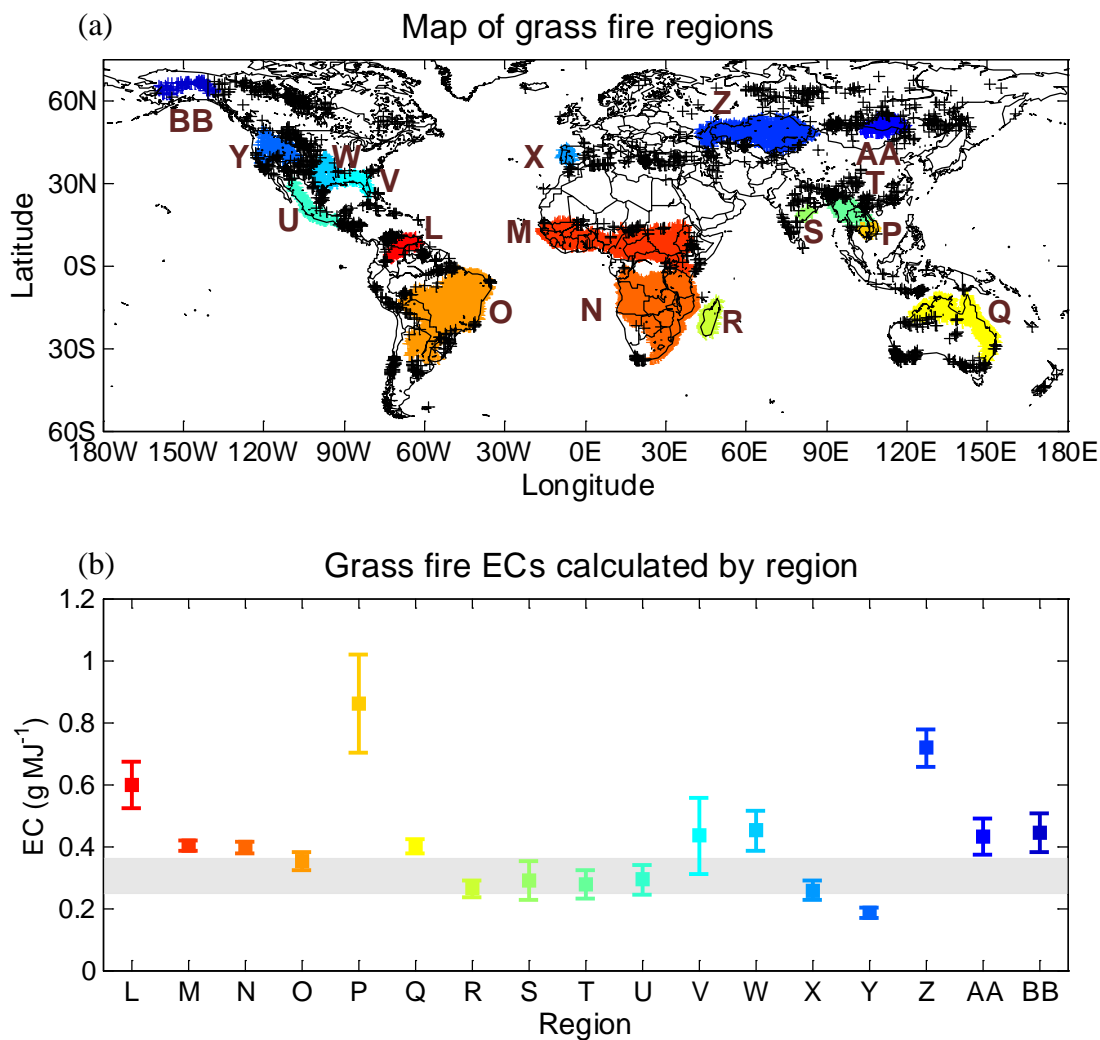 (a) Map of grass fire regions
60N
30N
0S
30S
60S
Latitude
BB
Y
W
V
U
L
O
X
M
N
R
Z
AA
T
S
P
Q
180W 150W 120W 90W 60W 30W 0E 30E 60E 90E 120E 150E 180E
Longitude
(b) Grass fire ECs calculated by region
1.2
1
0.8
0.6
0.4
0.2
0
EC (g MJ⁻¹)
L M N O P Q R S T U V W X Y Z AA BB
Region